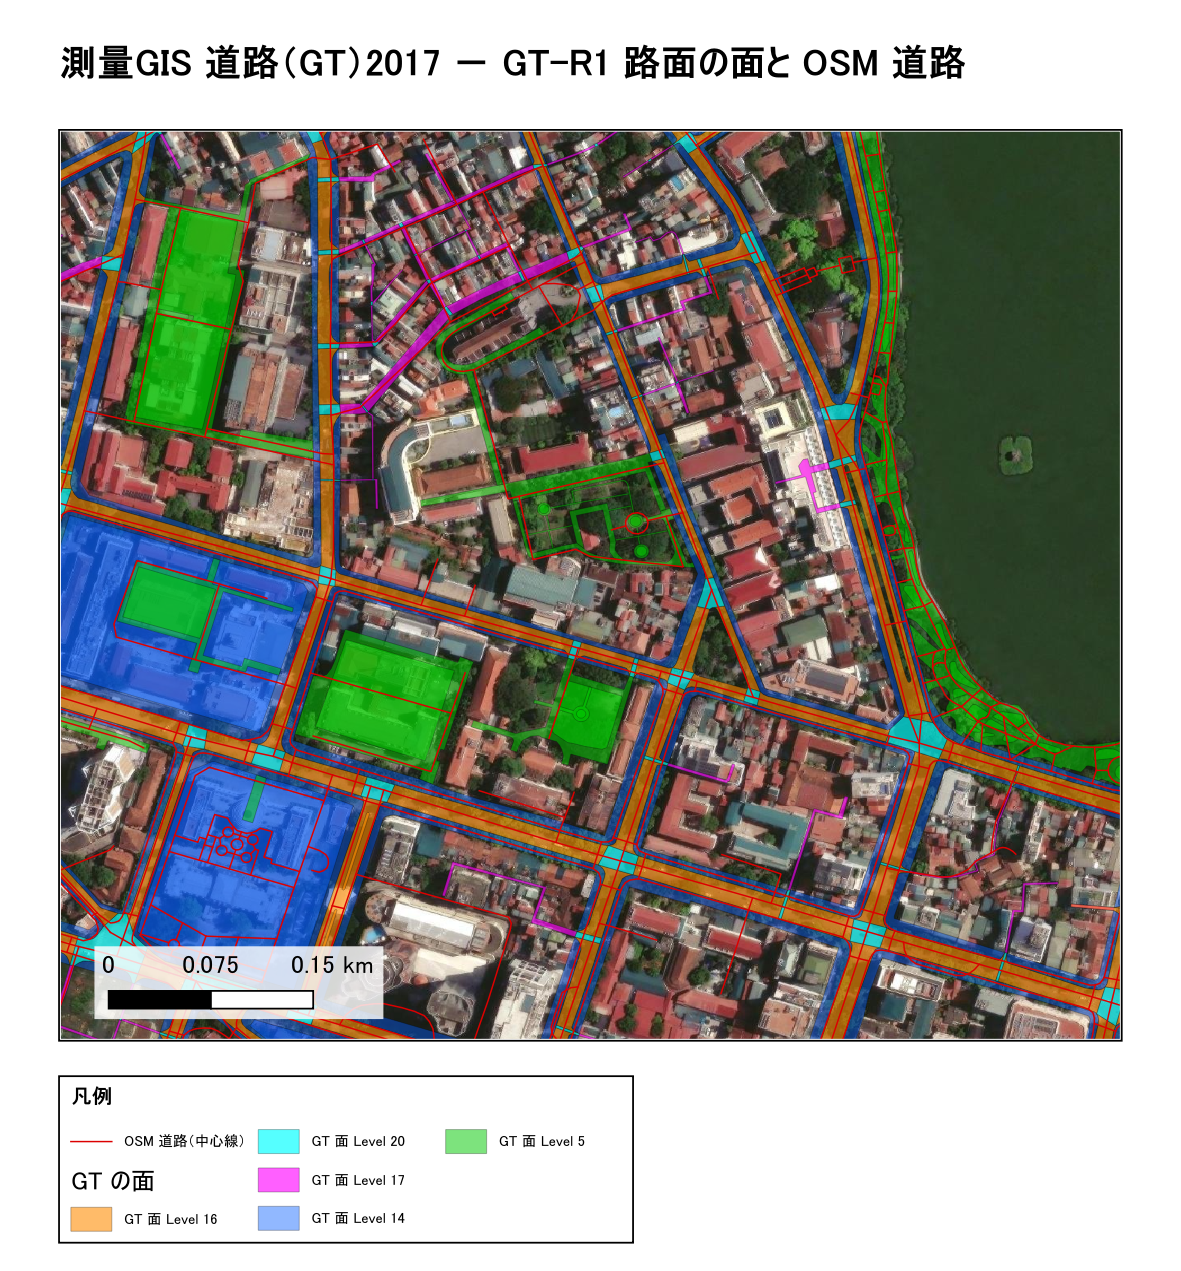 測量GIS 道路（GT）2017 － GT-R1 路面の面と OSM 道路
0 0.075 0.15 km
凡例
OSM 道路（中心線）
GT の面
GT 面 Level 16
GT 面 Level 20
GT 面 Level 17
GT 面 Level 14
GT 面 Level 5